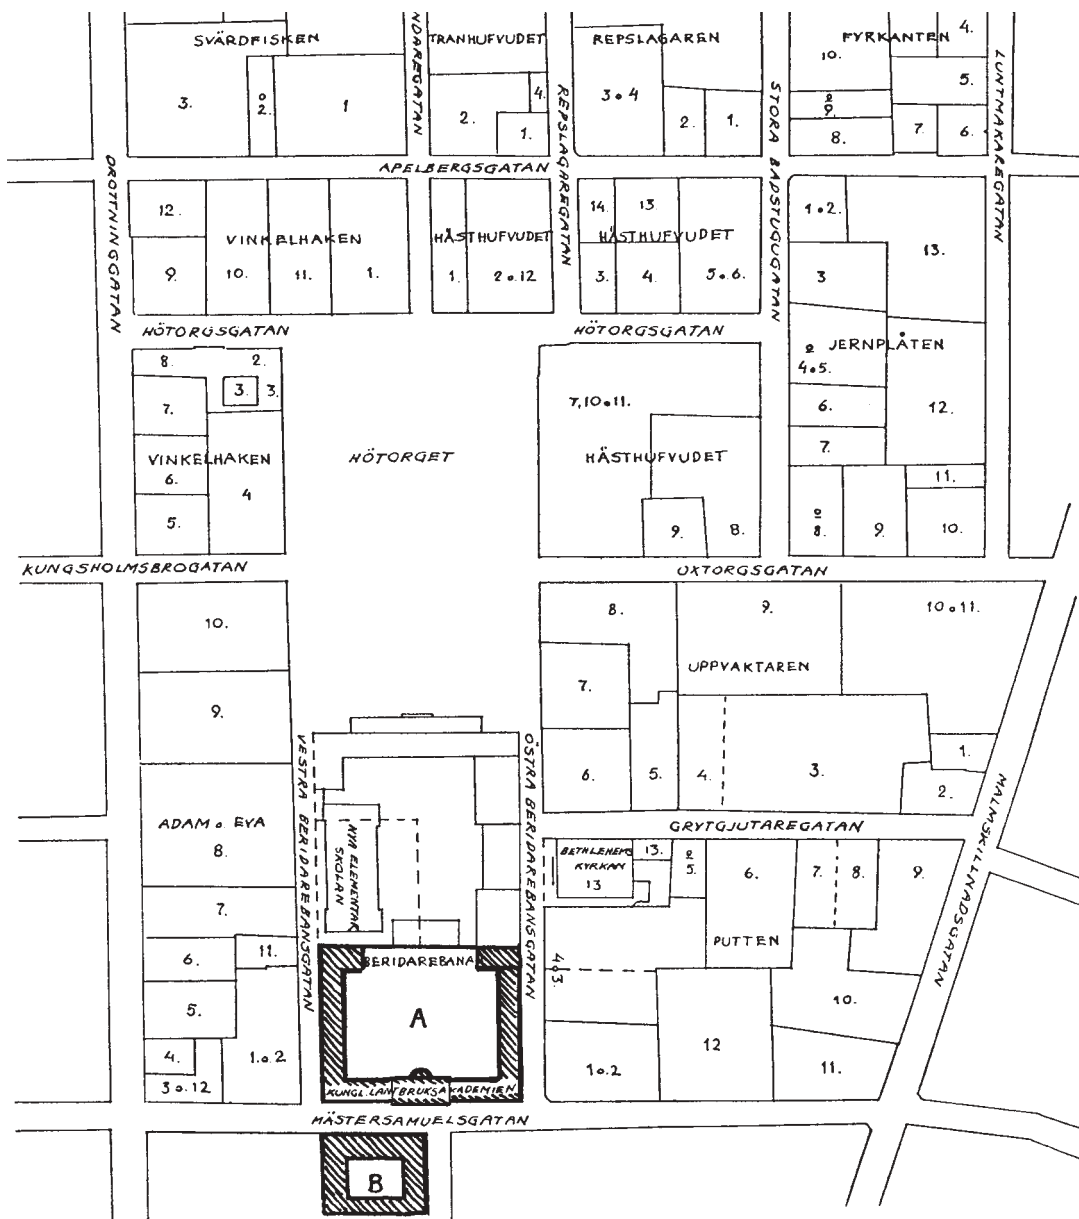 SVÄRDFISKEN
NDAREGATAN
TRANHUFVUDET
REPSLAGAREN
FYRKANTEN
4.
10.
5.
LUNTMAKAREGATAN
3.
o
2.
1
2.
4.
1.
3 o 4
2.
1.
o
9.
8.
7.
6.
REPSLAGAREGATAN
STORA BADSTUGUGATAN
DROTNINGGATAN
APELBERGSGATAN
12.
VINKELHAKEN
9.
10.
11.
1.
HÄSTHUFVUDET
1.
2 o 12
14.
13
HÄSTHUFVUDET
3.
4.
5 o 6.
1 o 2.
13.
3
HÖTORGSGATAN
HÖTORGSGATAN
JERNPLÅTEN
o
4 o 5.
8.
2.
3.
3.
7.
6.
12.
7, 10 o 11.
7.
VINKELHAKEN
6.
4
5.
HÖTORGET
HÄSTHUFVUDET
9.
8.
11.
o
8.
9.
10.
KUNGSHOLMSBROGATAN
OXTORGSGATAN
10.
8.
9.
10 o 11.
UPPVAKTAREN
7.
9.
VESTRA BERIDAREBANSGATAN
ÖSTRA BERIDAREBANSGATAN
1.
6.
5.
4.
3.
2.
MALMSKILLNADSGATAN
ADAM o. EVA
8.
NYA ELEMENTAR
SKOLAN
GRYTGJUTAREGATAN
BETHLEHEMS
KYRKAN
13
13.
o
5.
6.
7.
8.
9.
7.
PUTTEN
6.
11.
BERIDAREBANA
4 o 3.
5.
A
10.
12
4.
1 o 2
3 o 12
1 o 2
11.
KUNGL. LANTBRUKSAKADEMIEN
MÄSTERSAMUELSGATAN
B